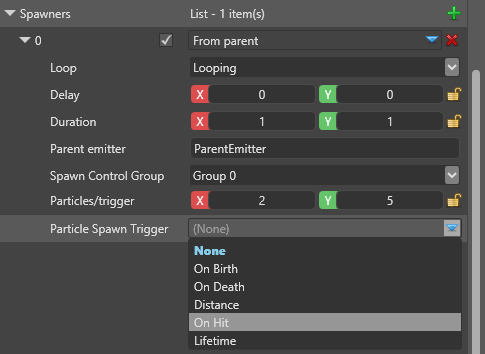 Spawners List - 1 item(s)
0 From parent
Loop Looping
Delay X 0 Y 0
Duration X 1 Y 1
Parent emitter ParentEmitter
Spawn Control Group Group 0
Particles/trigger X 2 Y 5
Particle Spawn Trigger (None)
None
On Birth
On Death
Distance
On Hit
Lifetime